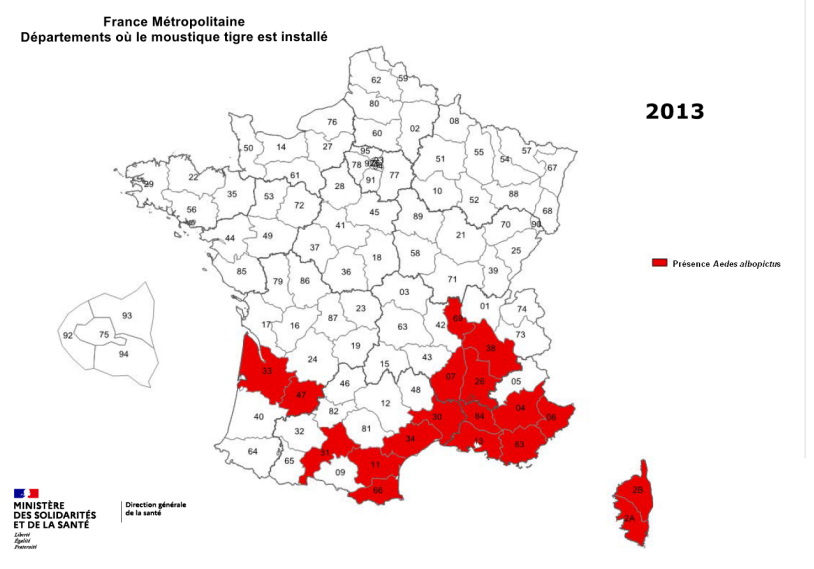 France Métropolitaine
Départements où le moustique tigre est installé
2013
62 59
80
76 02 08
60
50 14 27 95 51 55 54 57 67
78 77
61 91
29 22 28 10 52 88
35 53
56 72 45 68
41 89 70 90
44 49 21
37 25
18 58
85 36 39
79 86 71
03
01 74
23
87 42 69
17 16 63 73
19 38
24 15 43
33 07 26 05
47 46 48
12 04
40 82 30 84 06
32 81
34 13 83
64 31
65 09 11
66
93
92 75
94
2B
2A
Présence Aedes albopictus
MINISTÈRE
DES SOLIDARITÉS
ET DE LA SANTÉ
Liberté
Égalité
Fraternité
Direction générale
de la santé